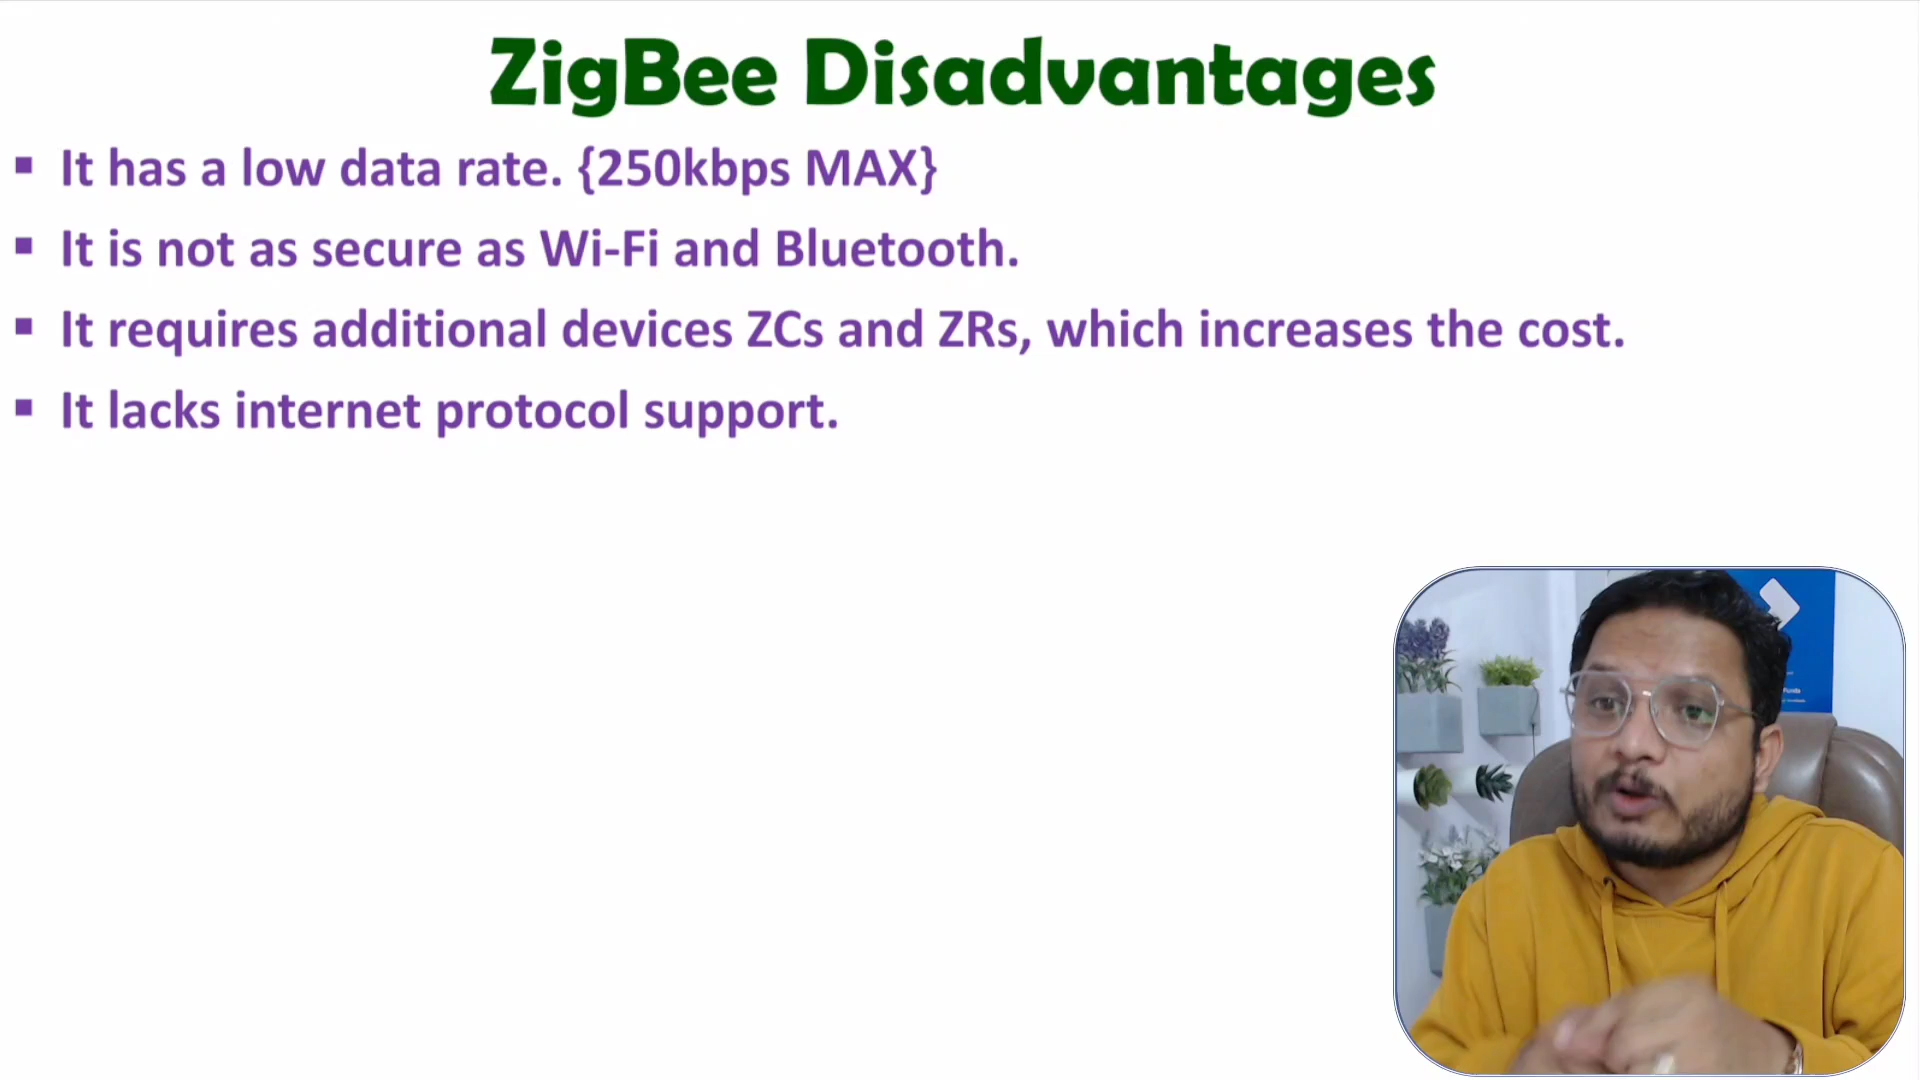 ZigBee Disadvantages
▪ It has a low data rate. {250kbps MAX}
▪ It is not as secure as Wi-Fi and Bluetooth.
▪ It requires additional devices ZCs and ZRs, which increases the cost.
▪ It lacks internet protocol support.
Funda